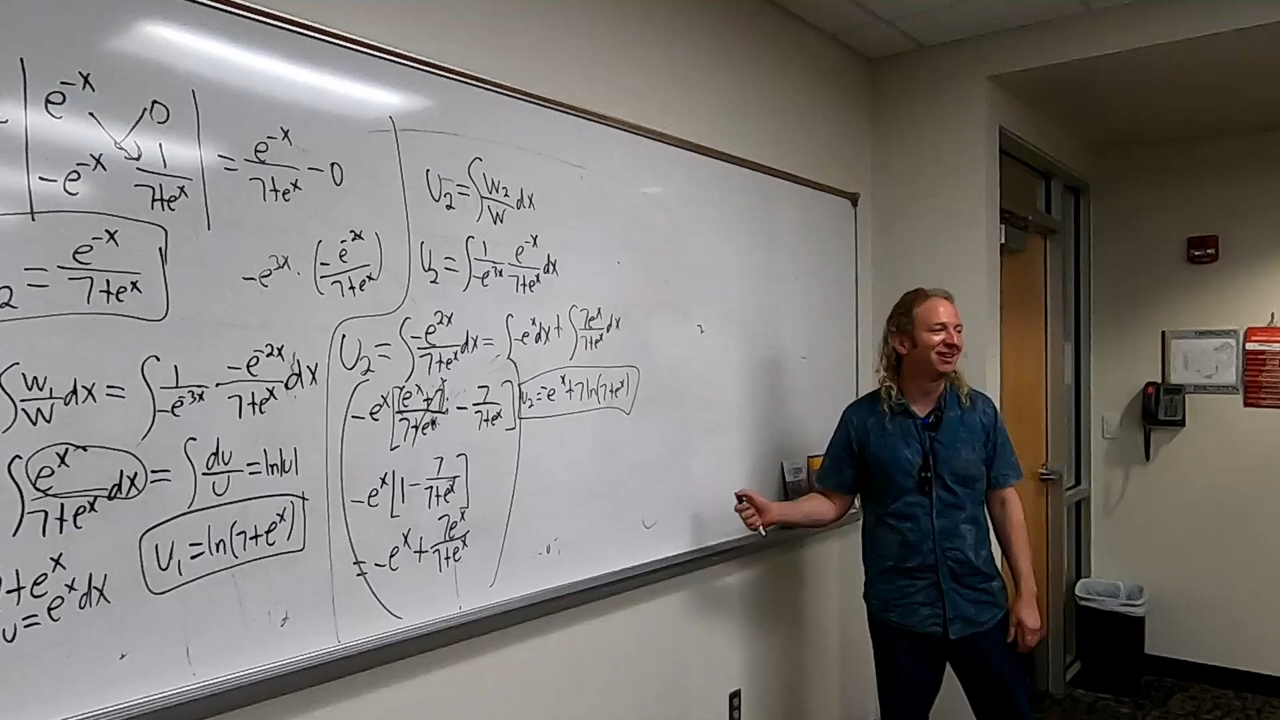 e^{-x} 0
-e^{-x} 1/(7+e^x) = e^{-x}/(7+e^x) - 0
2 = e^{-x}/(7+e^x)
-e^{3x} · (-e^{-2x}/(7+e^x))
∫ W_1/W dx = ∫ 1/-e^{-3x} · -e^{-2x}/(7+e^x) dx
∫ e^x/(7+e^x) dx = ∫ du/u = ln|u|
U_1 = ln(7+e^x)
+e^x
u = e^x dx
U_2 = ∫ W_2/W dx
U_2 = ∫ 1/-e^{-3x} e^{-x}/(7+e^x) dx
U_2 = ∫ -e^{2x}/(7+e^x) dx = ∫ -e^x dx + ∫ 7e^x/(7+e^x) dx
-e^x [(e^x+7)/(7+e^x) - 7/(7+e^x)]
U_2 = -e^x + 7ln(7+e^x)
-e^x [1 - 7/(7+e^x)]
= -e^x + 7e^x/(7+e^x)